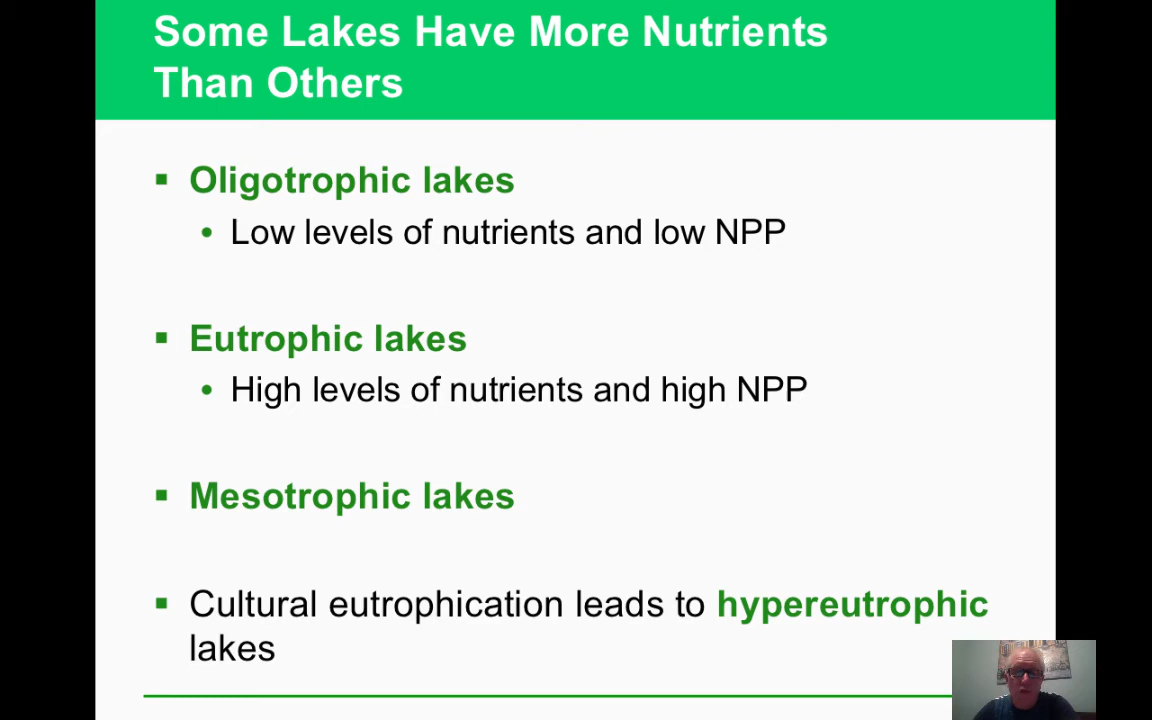 Some Lakes Have More Nutrients
Than Others
▪ Oligotrophic lakes
• Low levels of nutrients and low NPP
▪ Eutrophic lakes
• High levels of nutrients and high NPP
▪ Mesotrophic lakes
▪ Cultural eutrophication leads to hypereutrophic
lakes